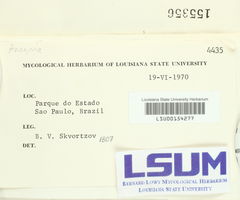 155356
4435
MYCOLOGICAL HERBARIUM OF LOUISIANA STATE UNIVERSITY
19-VI-1970
Louisiana State University Herbarium
LSU00154277
LOC.
Parque do Estado
Sao Paulo, Brazil
LEG.
B. V. Skvortzov
1807
DET.
LSUM
BERNARD LOWY MYCOLOGICAL HERBARIUM
LOUISIANA STATE UNIVERSITY